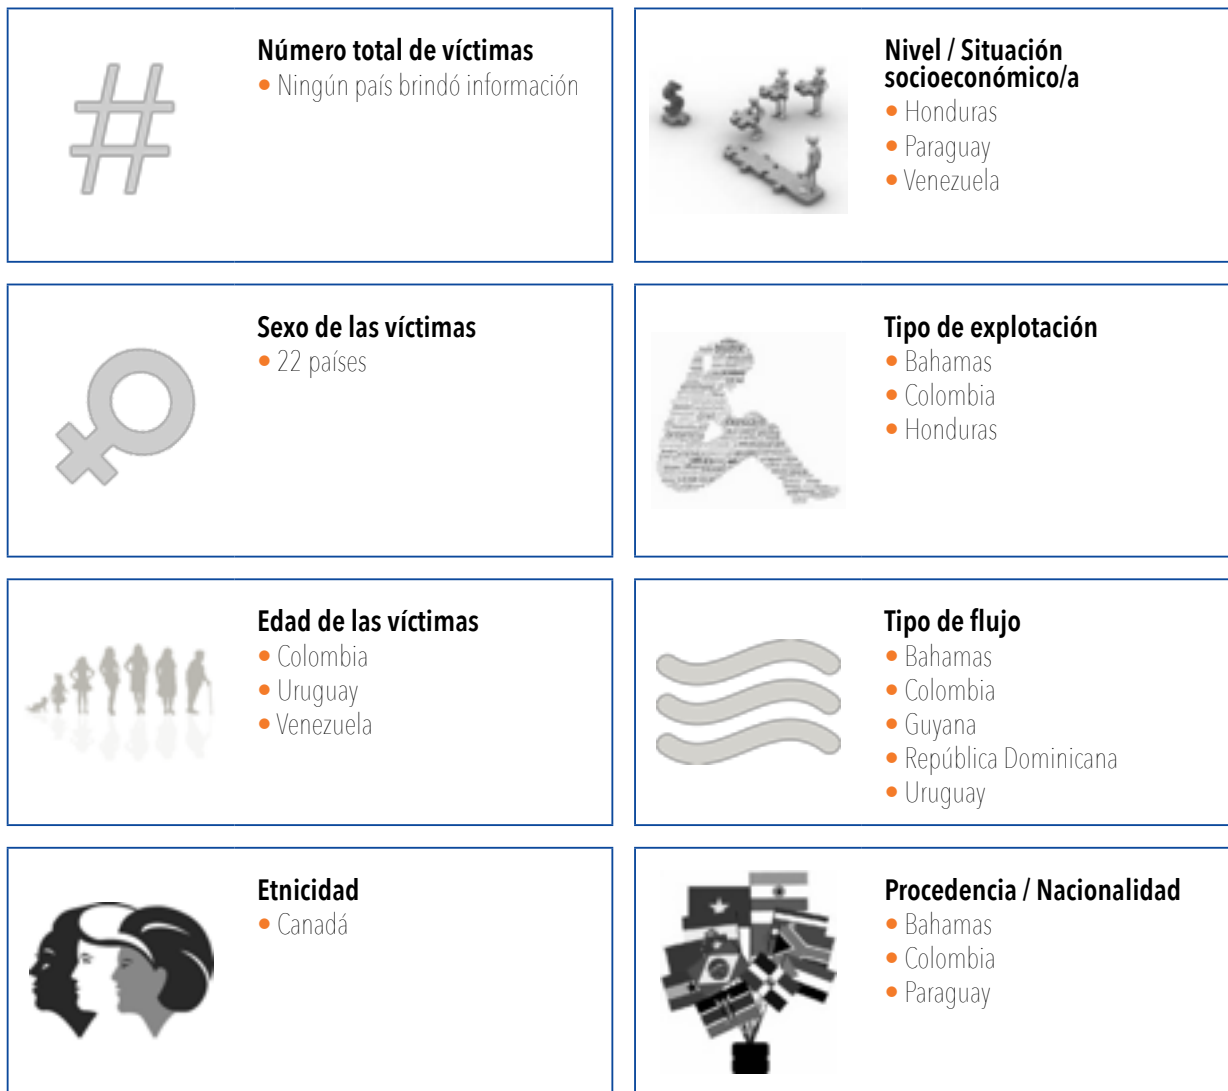 Número total de víctimas
• Ningún país brindó información
Nivel / Situación
socioeconómico/a
• Honduras
• Paraguay
• Venezuela
Sexo de las víctimas
• 22 países
Tipo de explotación
• Bahamas
• Colombia
• Honduras
Edad de las víctimas
• Colombia
• Uruguay
• Venezuela
Tipo de flujo
• Bahamas
• Colombia
• Guyana
• República Dominicana
• Uruguay
Etnicidad
• Canadá
Procedencia / Nacionalidad
• Bahamas
• Colombia
• Paraguay